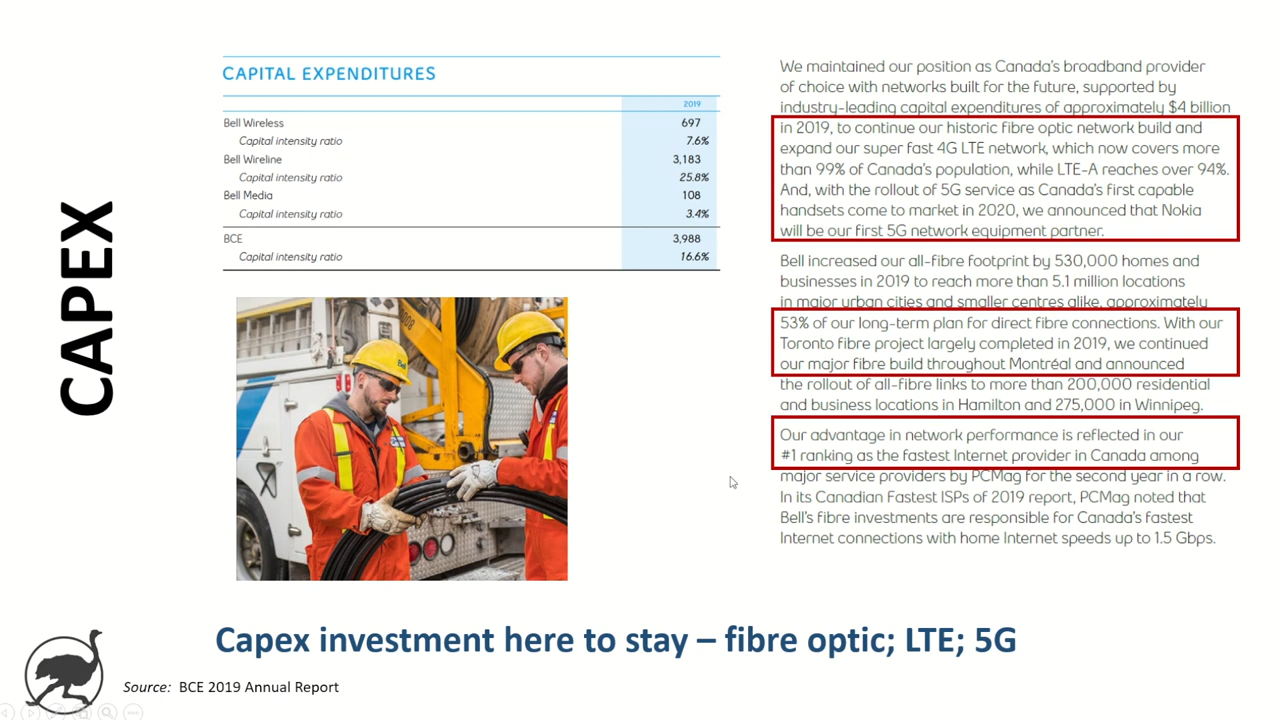 CAPEX
CAPITAL EXPENDITURES
2019
Bell Wireless 697
Capital intensity ratio 7.6%
Bell Wireline 3,183
Capital intensity ratio 25.8%
Bell Media 108
Capital intensity ratio 3.4%
BCE 3,988
Capital intensity ratio 16.6%
We maintained our position as Canada's broadband provider
of choice with networks built for the future, supported by
industry-leading capital expenditures of approximately $4 billion
in 2019, to continue our historic fibre optic network build and
expand our super fast 4G LTE network, which now covers more
than 99% of Canada's population, while LTE-A reaches over 94%.
And, with the rollout of 5G service as Canada's first capable
handsets come to market in 2020, we announced that Nokia
will be our first 5G network equipment partner.
Bell increased our all-fibre footprint by 530,000 homes and
businesses in 2019 to reach more than 5.1 million locations
in major urban cities and smaller centres alike, approximately
53% of our long-term plan for direct fibre connections. With our
Toronto fibre project largely completed in 2019, we continued
our major fibre build throughout Montréal and announced
the rollout of all-fibre links to more than 200,000 residential
and business locations in Hamilton and 275,000 in Winnipeg.
Our advantage in network performance is reflected in our
#1 ranking as the fastest Internet provider in Canada among
major service providers by PCMag for the second year in a row.
In its Canadian Fastest ISPs of 2019 report, PCMag noted that
Bell's fibre investments are responsible for Canada's fastest
Internet connections with home Internet speeds up to 1.5 Gbps.
Capex investment here to stay – fibre optic; LTE; 5G
Source: BCE 2019 Annual Report